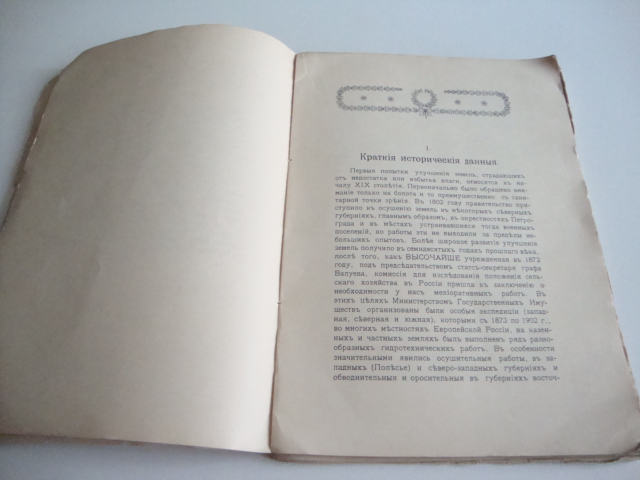 I
Краткія историческія данныя.
Первыя попытки улучшенія земель, страдающихъ
отъ недостатка или избытка влаги, относятся къ на-
чалу XIX столѣтія. Первоначально было обращено вни-
маніе только на болота и то преимущественно съ сани-
тарной точки зрѣнія. Въ 1802 году правительство при-
ступило къ осушенію земель въ нѣкоторыхъ сѣверныхъ
губерніяхъ, главнымъ образомъ, въ окрестностяхъ Петро-
града и въ мѣстахъ устраивавшихся тогда военныхъ
поселеній, но работы эти не выходили за предѣлы не-
большихъ опытовъ. Болѣе широкое развитіе улучшенія
земель получило въ семидесятыхъ годахъ прошлаго вѣка,
послѣ того, какъ ВЫСОЧАЙШЕ учрежденная въ 1872
году, подъ предсѣдательствомъ статсъ-секретаря графа
Валуева, комиссія для изслѣдованія положенія сель-
скаго хозяйства въ Россіи пришла къ заключенію о
необходимости у насъ меліоративныхъ работъ. Въ
этихъ цѣляхъ Министерствомъ Государственныхъ Иму-
ществъ организованы были особыя экспедиціи (запад-
ная, сѣверная и южная), которыми съ 1873 по 1902 г.,
во многихъ мѣстностяхъ Европейской Россіи, на казен-
ныхъ и частныхъ земляхъ былъ выполненъ рядъ разно-
образныхъ гидротехническихъ работъ. Въ особенности
значительными явились осушительныя работы, въ за-
падныхъ (Полѣсье) и сѣверо-западныхъ губерніяхъ и
обводнительныя и оросительныя въ губерніяхъ восточ-